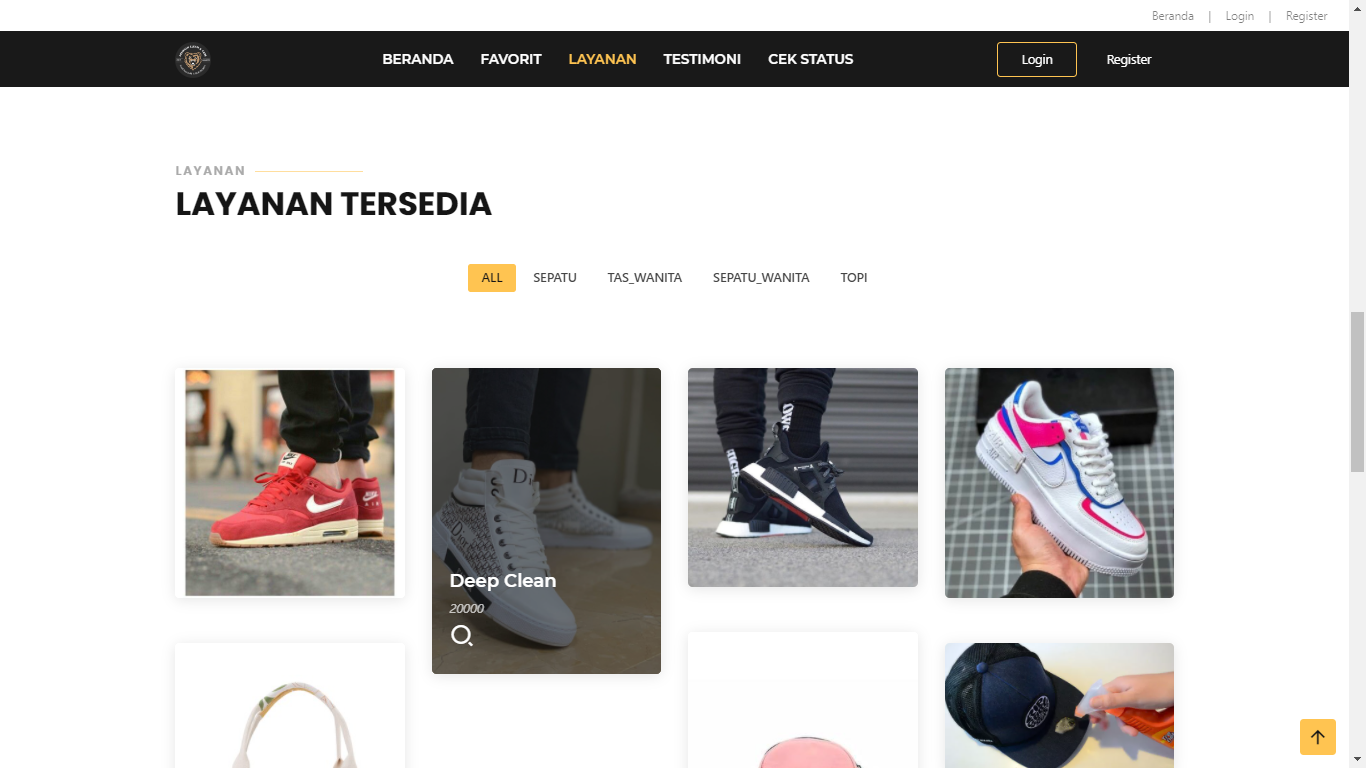 Beranda | Login | Register
BERANDA FAVORIT LAYANAN TESTIMONI CEK STATUS Login Register
LAYANAN
LAYANAN TERSEDIA
ALL SEPATU TAS_WANITA SEPATU_WANITA TOPI
Deep Clean
20000